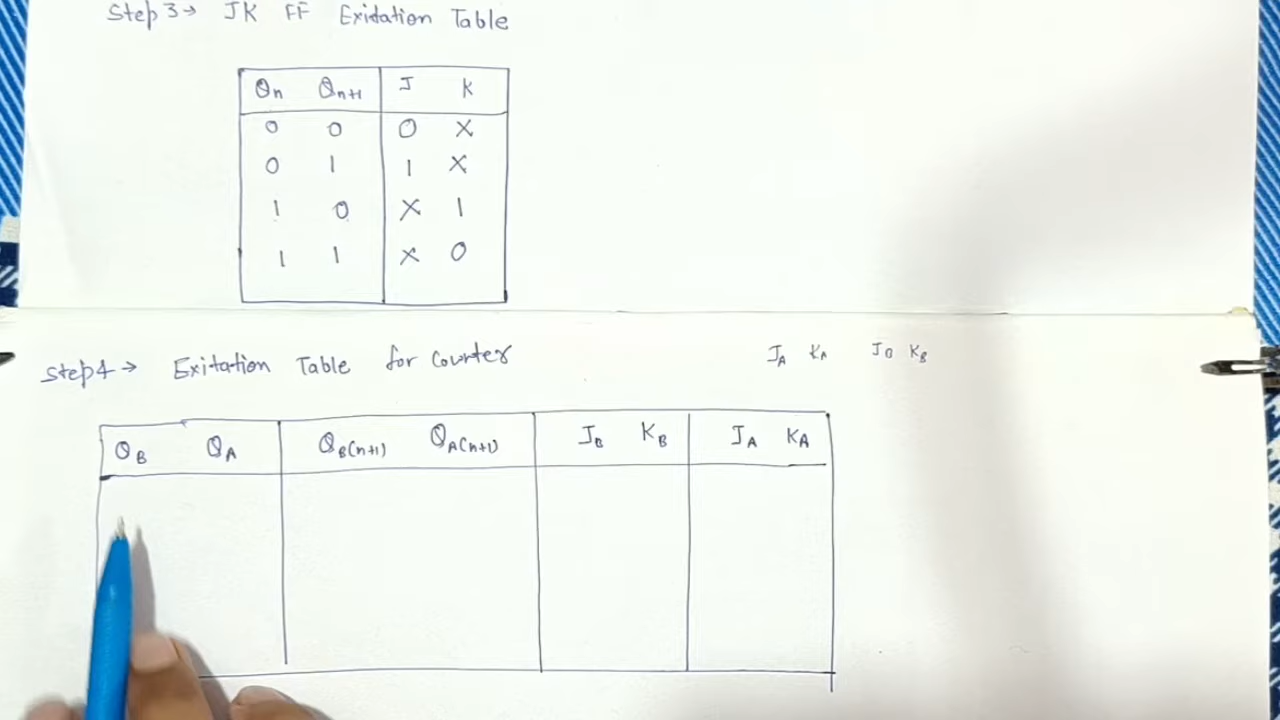 Step 3→ JK FF Exitation Table
Qn Qn+1 J K
0 0 0 X
0 1 1 X
1 0 X 1
1 1 X 0
Step4→ Exitation Table for Counter
JA KA JB KB
QB QA QB(n+1) QA(n+1) JB KB JA KA